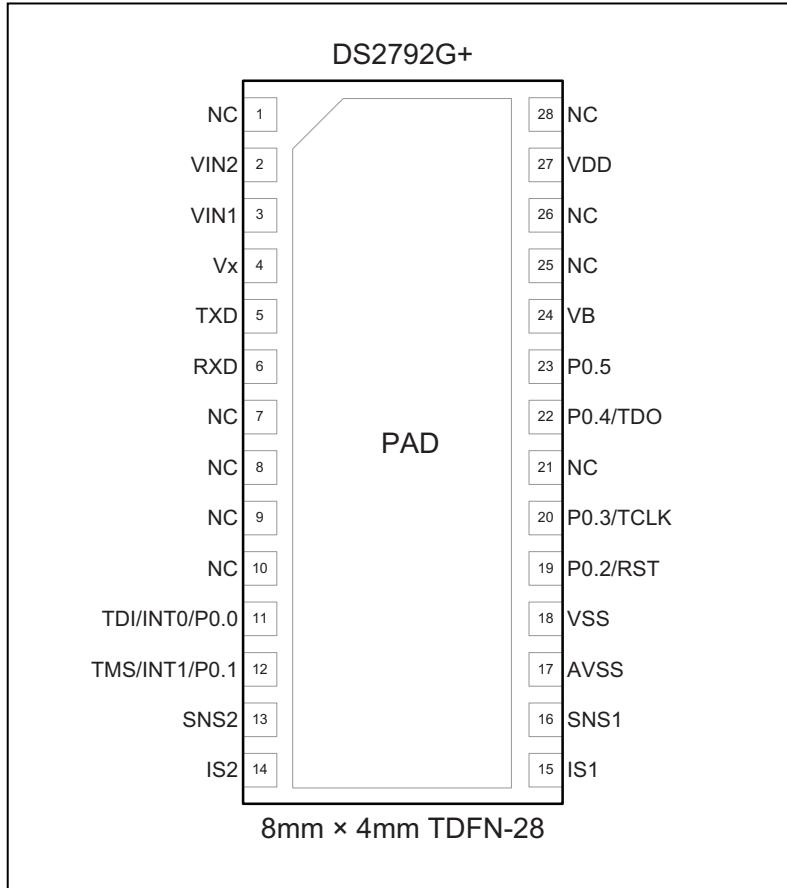 DS2792G+
NC 1 28 NC
VIN2 2 27 VDD
VIN1 3 26 NC
Vx 4 25 NC
TXD 5 24 VB
RXD 6 23 P0.5
NC 7 22 P0.4/TDO
PAD
NC 8 21 NC
NC 9 20 P0.3/TCLK
NC 10 19 P0.2/RST
TDI/INT0/P0.0 11 18 VSS
TMS/INT1/P0.1 12 17 AVSS
SNS2 13 16 SNS1
IS2 14 15 IS1
8mm × 4mm TDFN-28